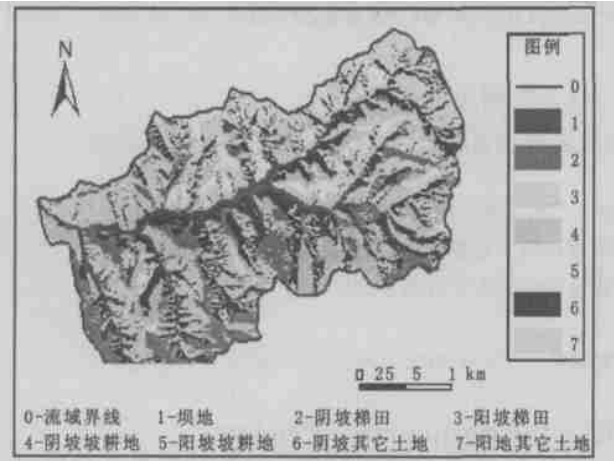 N
图例
0
1
2
3
4
5
6
7
0 25 5 1 km
0-流域界线 1-坝地 2-阴坡梯田 3-阳坡梯田
4-阴坡坡耕地 5-阳坡坡耕地 6-阴坡其它土地 7-阳地其它土地